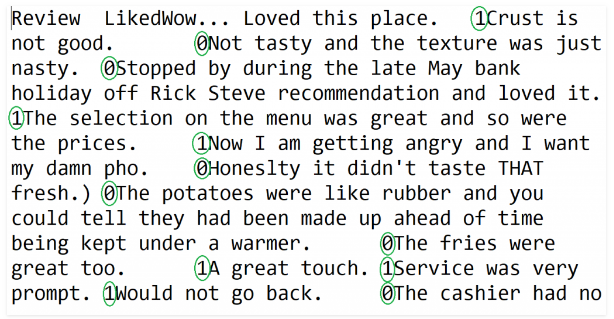 Review  LikedWow... Loved this place.   1Crust is
not good.       0Not tasty and the texture was just
nasty.  0Stopped by during the late May bank
holiday off Rick Steve recommendation and loved it.
1The selection on the menu was great and so were
the prices.     1Now I am getting angry and I want
my damn pho.    0Honeslty it didn't taste THAT
fresh.) 0The potatoes were like rubber and you
could tell they had been made up ahead of time
being kept under a warmer.      0The fries were
great too.      1A great touch. 1Service was very
prompt. 1Would not go back.     0The cashier had no